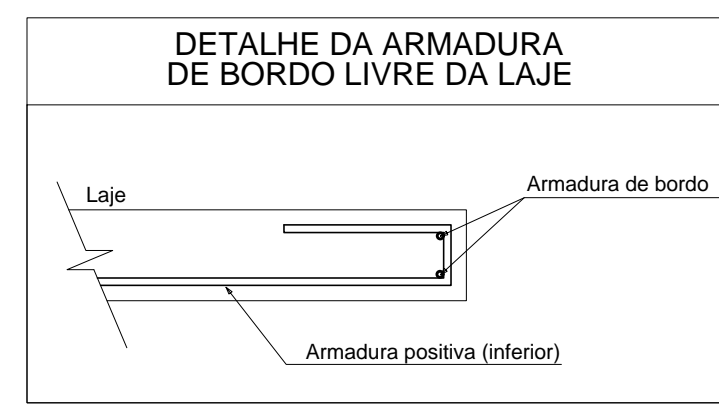 DETALHE DA ARMADURA
DE BORDO LIVRE DA LAJE
Laje
Armadura de bordo
Armadura positiva (inferior)